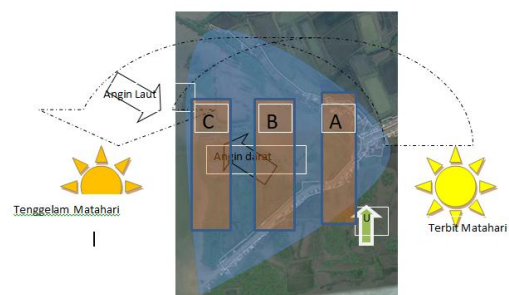 Angin Laut
C
B
A
Angin darat
U
Tenggelam Matahari
Terbit Matahari